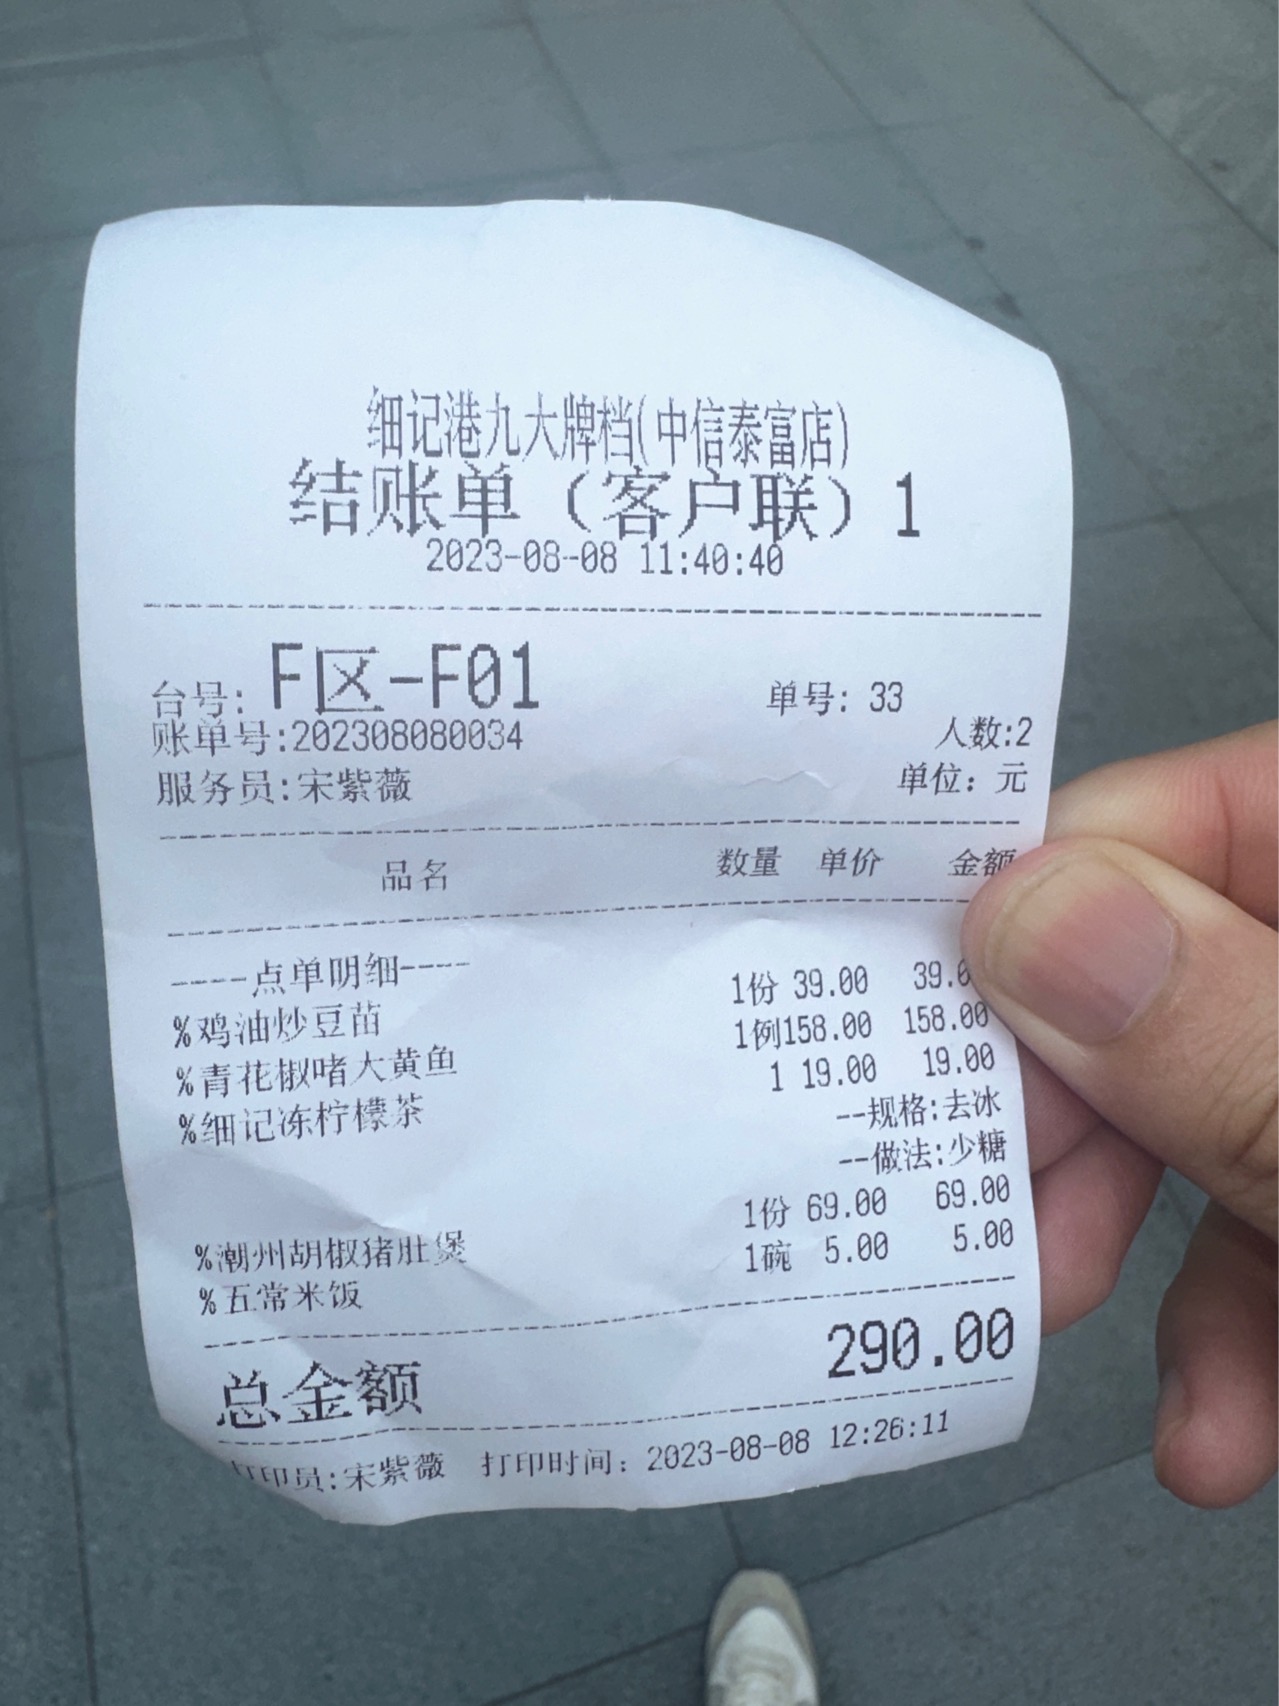 细记港九大牌档(中信泰富店)
结账单（客户联）1
2023-08-08 11:40:40
台号: F区-F01 单号: 33
账单号:202308080034 人数:2
服务员:宋紫薇 单位: 元
品名 数量 单价 金额
----点单明细----
%鸡油炒豆苗 1份 39.00 39.0
%青花椒啫大黄鱼 1例158.00 158.00
%细记冻柠檬茶 1 19.00 19.00
--规格:去冰
--做法:少糖
%潮州胡椒猪肚煲 1份 69.00 69.00
%五常米饭 1碗 5.00 5.00
总金额 290.00
打印员:宋紫薇 打印时间: 2023-08-08 12:26:11